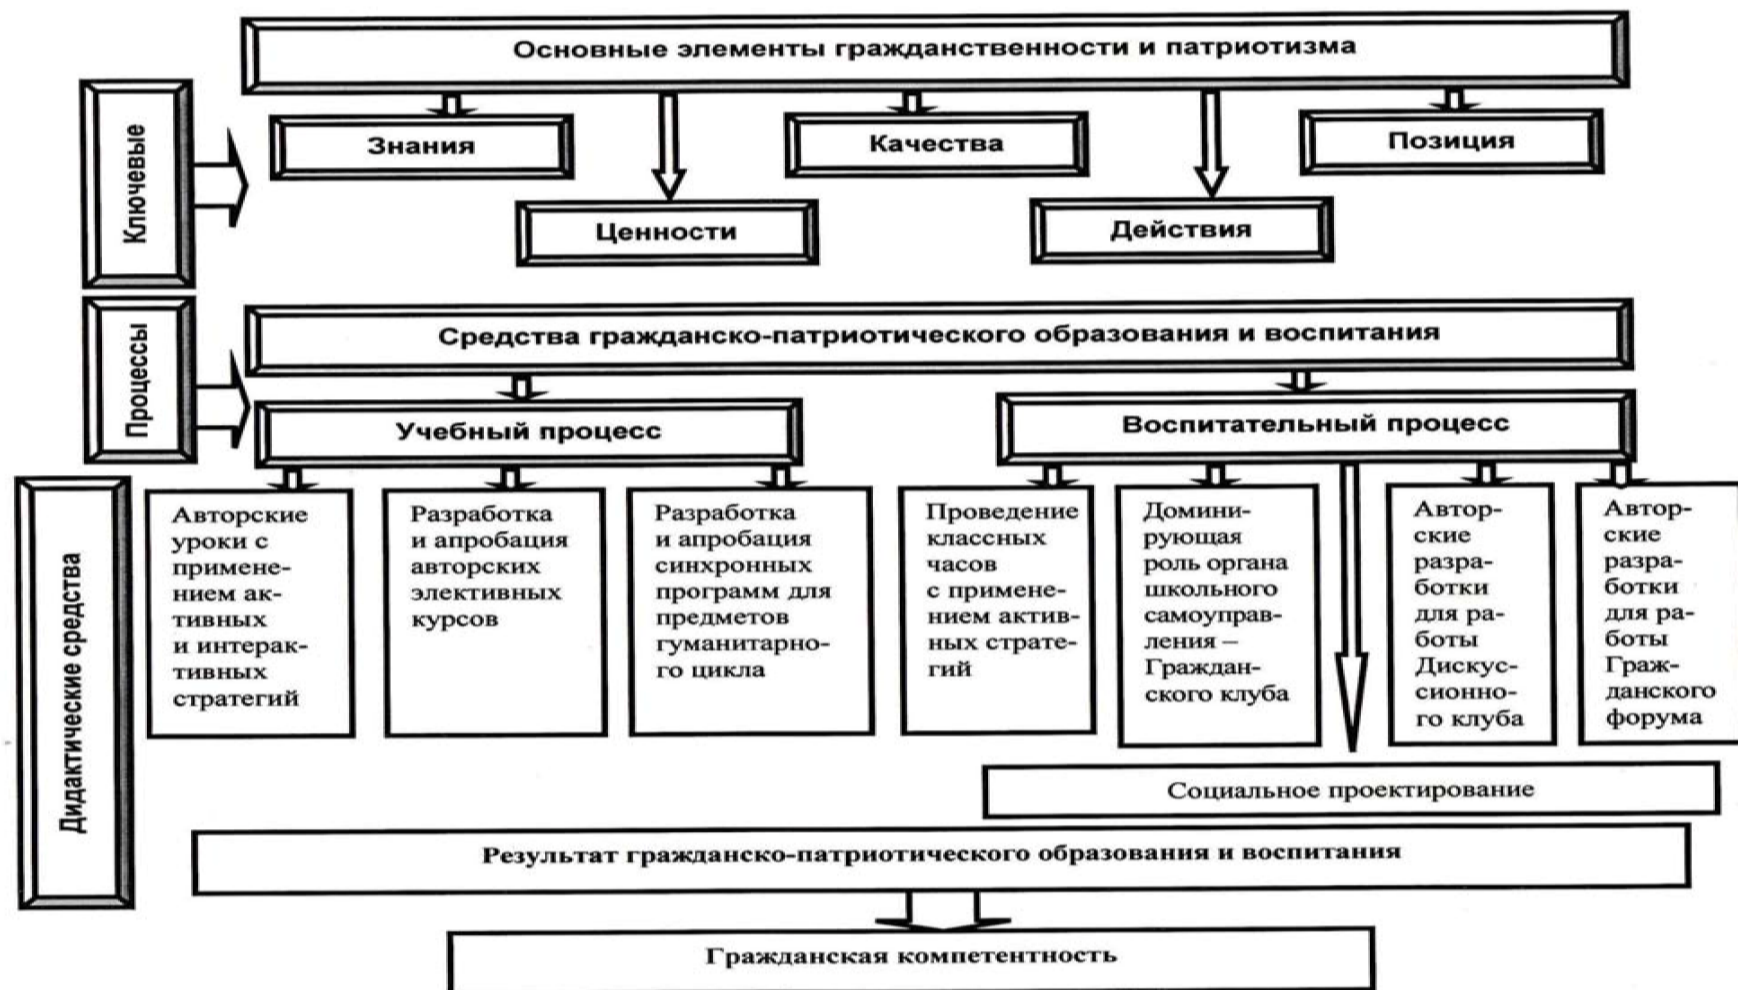 Основные элементы гражданственности и патриотизма
Ключевые
Знания
Качества
Позиция
Ценности
Действия
Процессы
Средства гражданско-патриотического образования и воспитания
Учебный процесс
Воспитательный процесс
Дидактические средства
Авторские
уроки с
примене-
нием ак-
тивных
и интерак-
тивных
стратегий
Разработка
и апробация
авторских
элективных
курсов
Разработка
и апробация
синхронных
программ для
предметов
гуманитарно-
го цикла
Проведение
классных
часов
с примене-
нием актив-
ных страте-
гий
Домини-
рующая
роль органа
школьного
самоуправ-
ления –
Граждан-
ского клуба
Автор-
ские
разра-
ботки
для ра-
боты
Дискус-
сионно-
го клуба
Автор-
ские
разра-
ботки
для ра-
боты
Граж-
данского
форума
Социальное проектирование
Результат гражданско-патриотического образования и воспитания
Гражданская компетентность